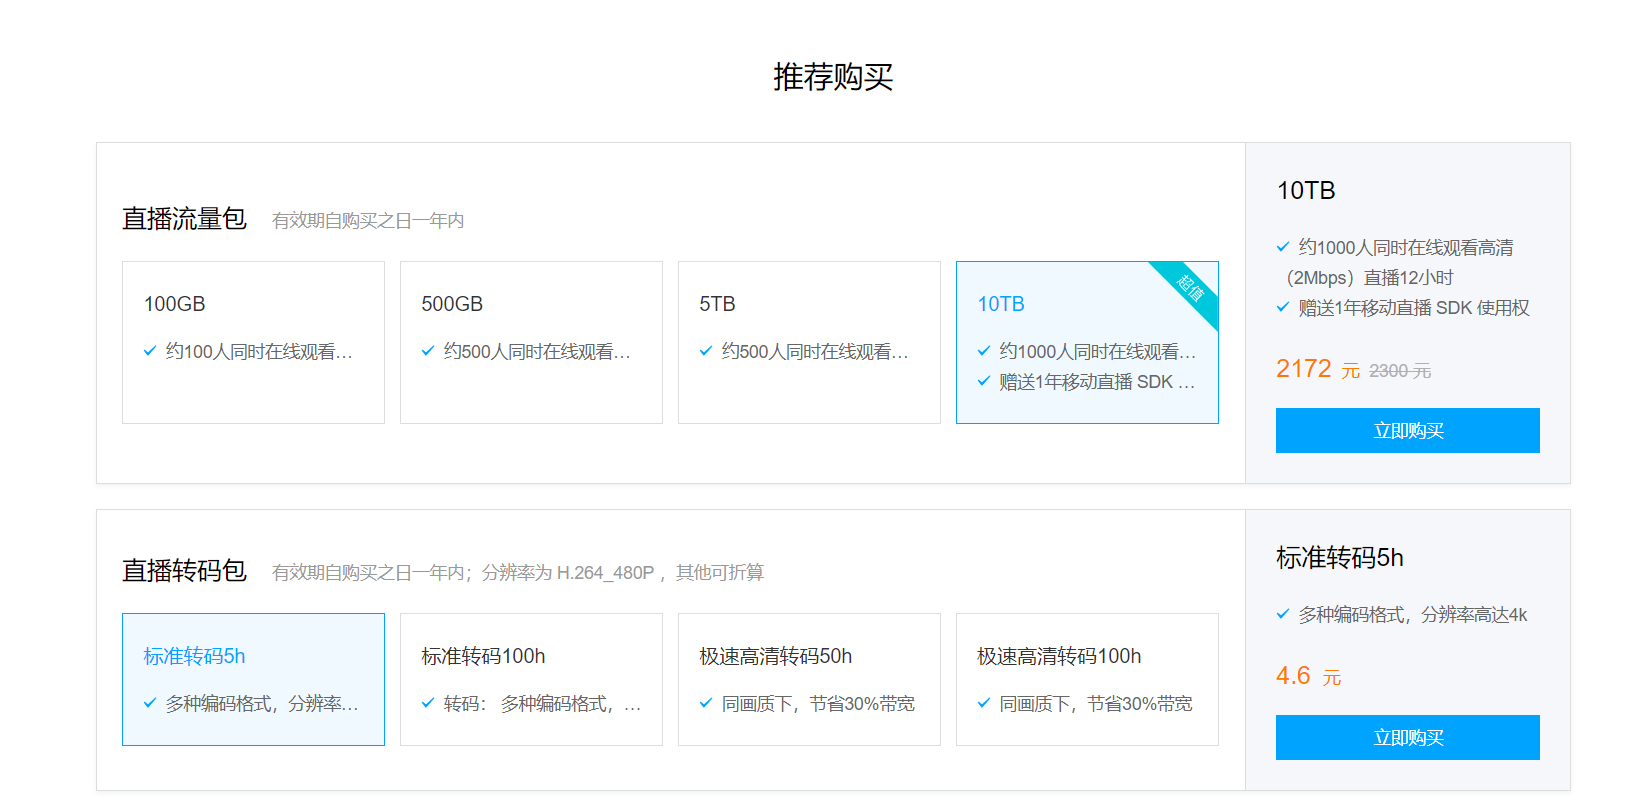 推荐购买
直播流量包 有效期自购买之日一年内
100GB
约100人同时在线观看...
500GB
约500人同时在线观看...
5TB
约500人同时在线观看...
超值
10TB
约1000人同时在线观看...
赠送1年移动直播 SDK ...
10TB
约1000人同时在线观看高清
（2Mbps）直播12小时
赠送1年移动直播 SDK 使用权
2172 元 2300 元
立即购买
直播转码包 有效期自购买之日一年内；分辨率为 H.264_480P ，其他可折算
标准转码5h
多种编码格式，分辨率...
标准转码100h
转码： 多种编码格式，...
极速高清转码50h
同画质下，节省30%带宽
极速高清转码100h
同画质下，节省30%带宽
标准转码5h
多种编码格式，分辨率高达4k
4.6 元
立即购买